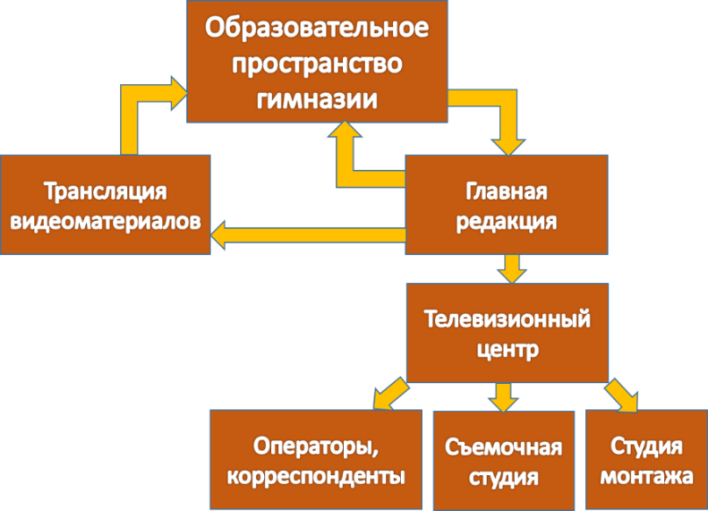 Образовательное
пространство
гимназии
Трансляция
видеоматериалов
Главная
редакция
Телевизионный
центр
Операторы,
корреспонденты
Съемочная
студия
Студия
монтажа